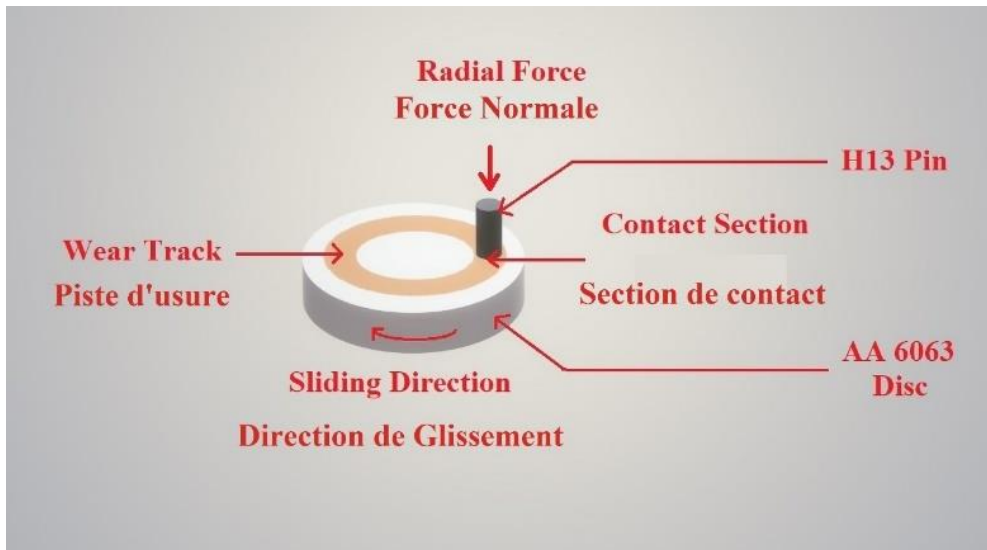 Radial Force
Force Normale
H13 Pin
Contact Section
Wear Track
Piste d'usure
Section de contact
AA 6063
Disc
Sliding Direction
Direction de Glissement